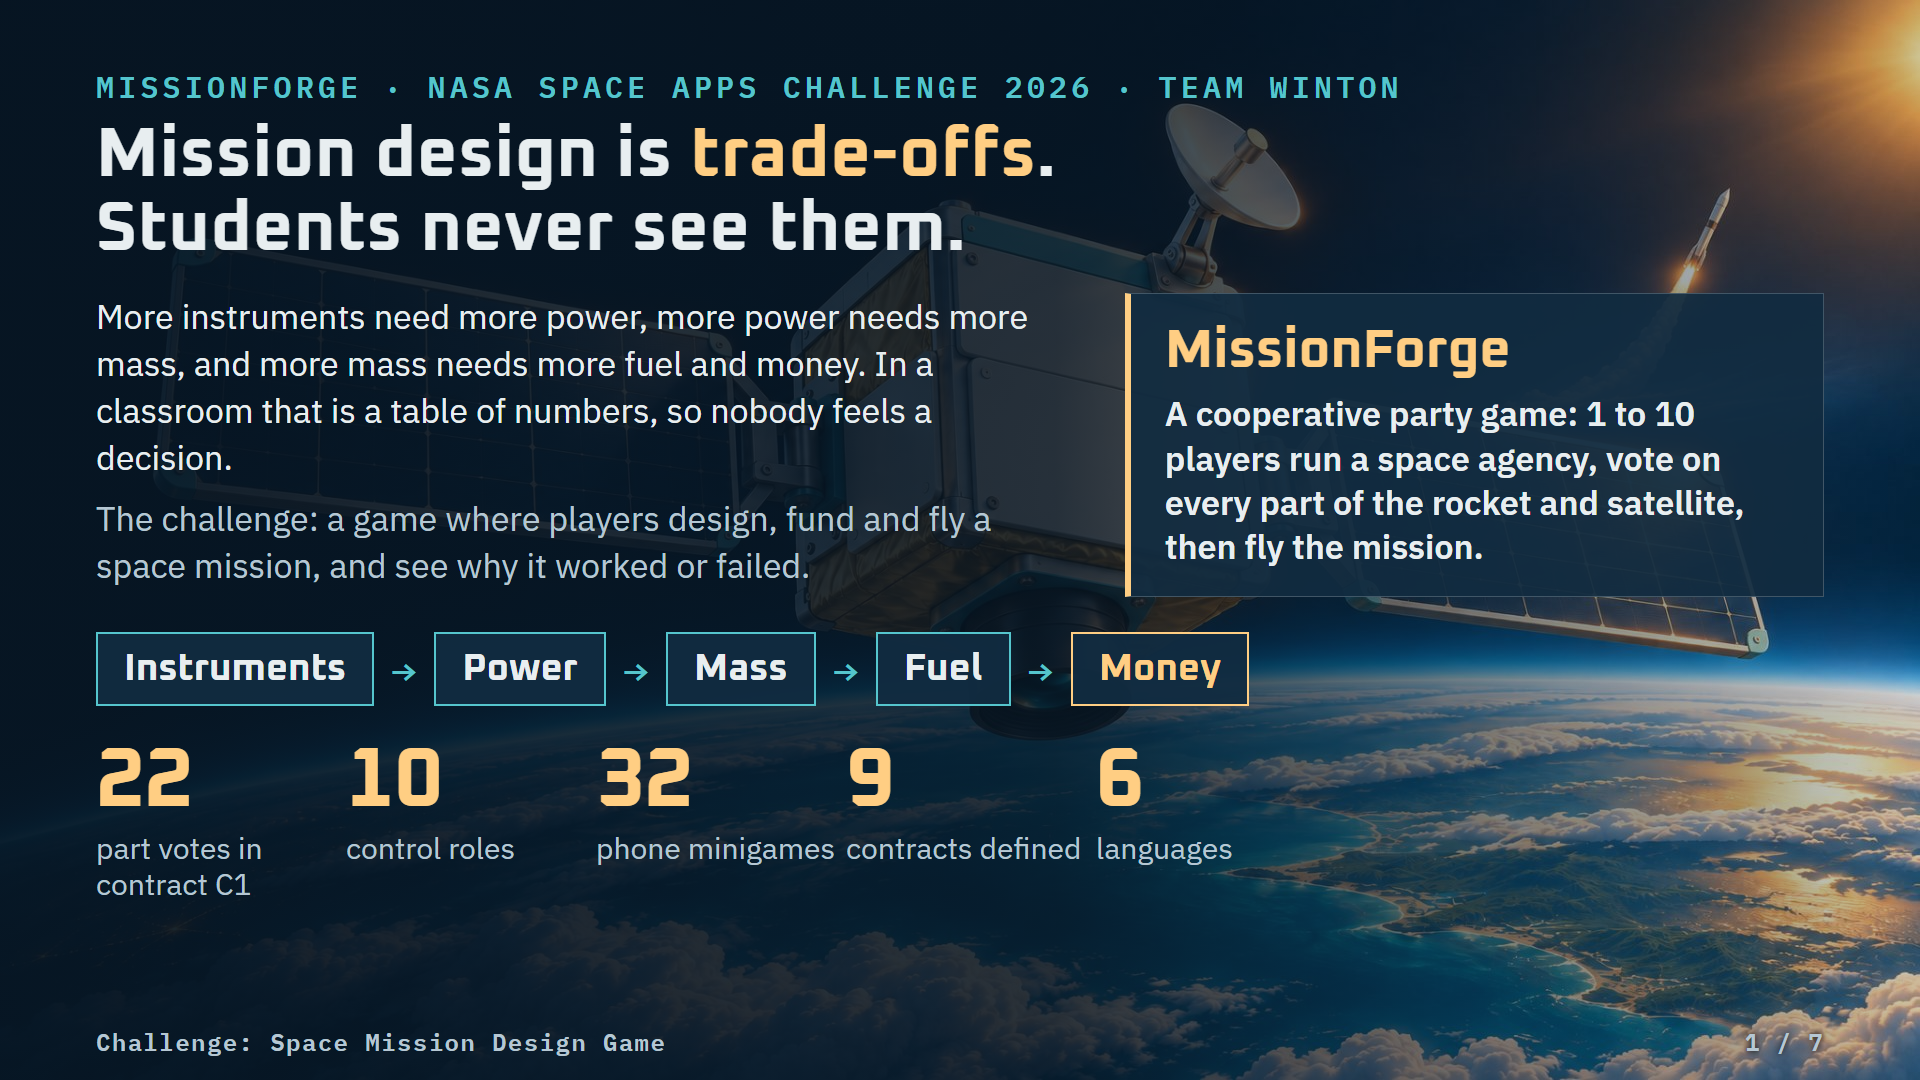 MISSIONFORGE · NASA SPACE APPS CHALLENGE 2026 · TEAM WINTON
Mission design is trade-offs.
Students never see them.
More instruments need more power, more power needs more
mass, and more mass needs more fuel and money. In a
classroom that is a table of numbers, so nobody feels a
decision.
The challenge: a game where players design, fund and fly a
space mission, and see why it worked or failed.
MissionForge
A cooperative party game: 1 to 10
players run a space agency, vote on
every part of the rocket and satellite,
then fly the mission.
Instruments → Power → Mass → Fuel → Money
22 10 32 9 6
part votes in control roles phone minigames contracts defined languages
contract C1
Challenge: Space Mission Design Game
1 / 7